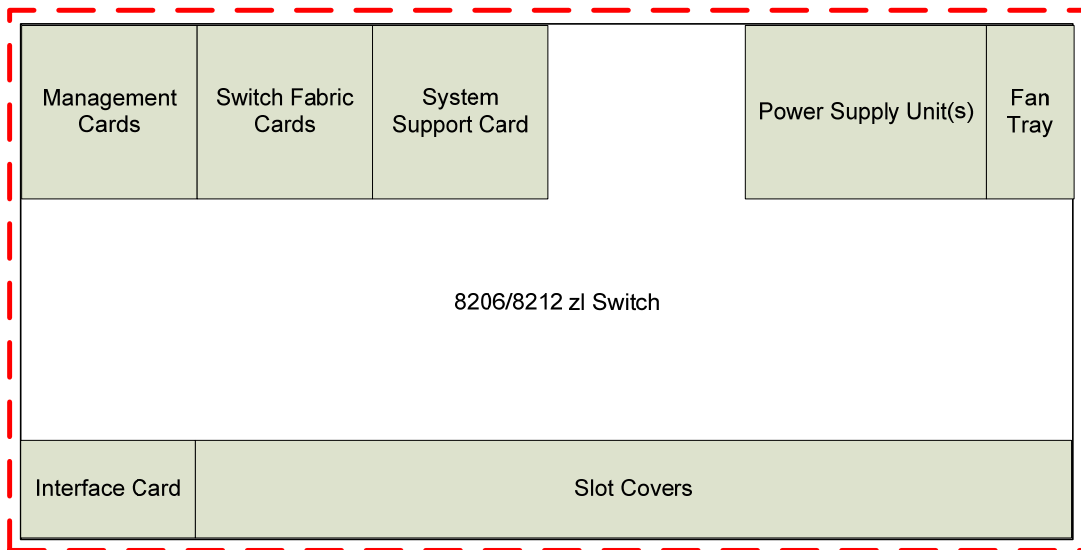 Management
Cards
Switch Fabric
Cards
System
Support Card
Power Supply Unit(s)
Fan
Tray
8206/8212 zl Switch
Interface Card
Slot Covers